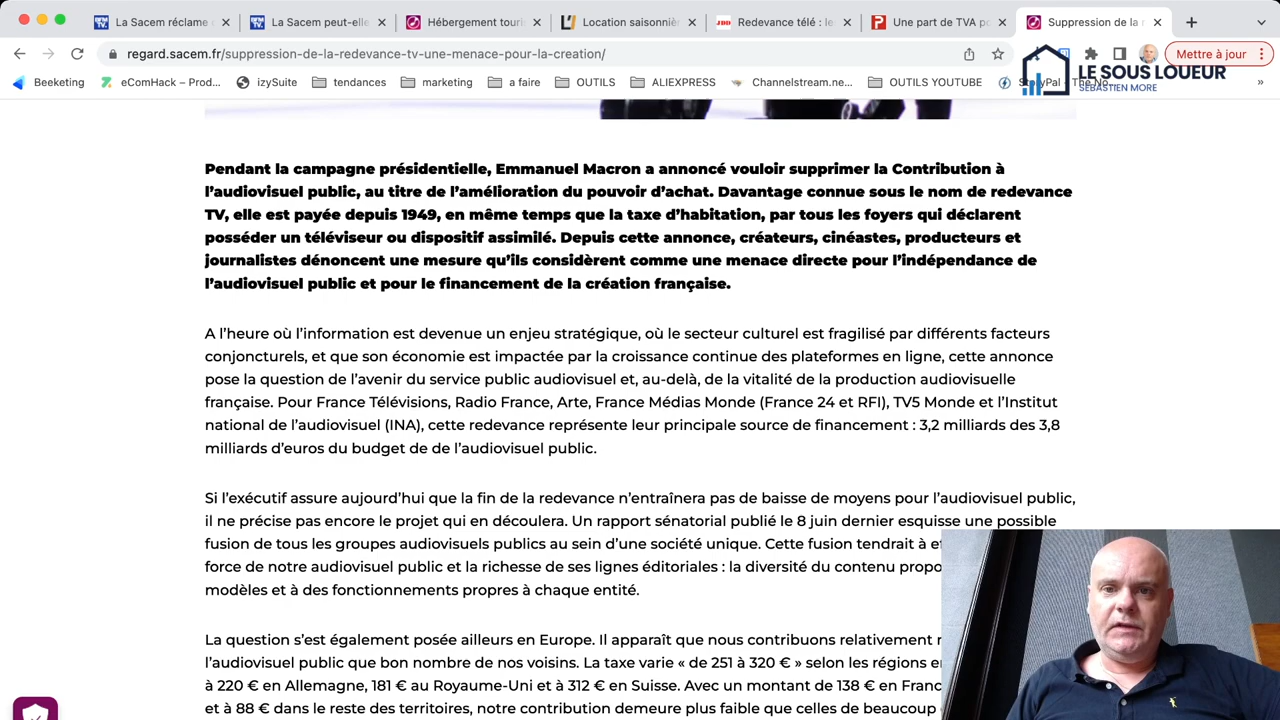 La Sacem réclame
La Sacem peut-elle
Hébergement touri
Location saisonniè
Redevance télé : le
Une part de TVA po
Suppression de la r
regard.sacem.fr/suppression-de-la-redevance-tv-une-menace-pour-la-creation/
Mettre à jour
Beeketing
eComHack – Prod...
izySuite
tendances
marketing
a faire
OUTILS
ALIEXPRESS
Channelstream.ne...
OUTILS YOUTUBE
LE SOUS LOUEUR
SEBASTIEN MORE
Pendant la campagne présidentielle, Emmanuel Macron a annoncé vouloir supprimer la Contribution à
l’audiovisuel public, au titre de l’amélioration du pouvoir d’achat. Davantage connue sous le nom de redevance
TV, elle est payée depuis 1949, en même temps que la taxe d’habitation, par tous les foyers qui déclarent
posséder un téléviseur ou dispositif assimilé. Depuis cette annonce, créateurs, cinéastes, producteurs et
journalistes dénoncent une mesure qu’ils considèrent comme une menace directe pour l’indépendance de
l’audiovisuel public et pour le financement de la création française.
A l’heure où l’information est devenue un enjeu stratégique, où le secteur culturel est fragilisé par différents facteurs
conjoncturels, et que son économie est impactée par la croissance continue des plateformes en ligne, cette annonce
pose la question de l’avenir du service public audiovisuel et, au-delà, de la vitalité de la production audiovisuelle
française. Pour France Télévisions, Radio France, Arte, France Médias Monde (France 24 et RFI), TV5 Monde et l’Institut
national de l’audiovisuel (INA), cette redevance représente leur principale source de financement : 3,2 milliards des 3,8
milliards d’euros du budget de de l’audiovisuel public.
Si l’exécutif assure aujourd’hui que la fin de la redevance n’entraînera pas de baisse de moyens pour l’audiovisuel public,
il ne précise pas encore le projet qui en découlera. Un rapport sénatorial publié le 8 juin dernier esquisse une possible
fusion de tous les groupes audiovisuels publics au sein d’une société unique. Cette fusion tendrait à
force de notre audiovisuel public et la richesse de ses lignes éditoriales : la diversité du contenu
modèles et à des fonctionnements propres à chaque entité.
La question s’est également posée ailleurs en Europe. Il apparaît que nous contribuons relativement
l’audiovisuel public que bon nombre de nos voisins. La taxe varie « de 251 à 320 € » selon les régions
à 220 € en Allemagne, 181 € au Royaume-Uni et à 312 € en Suisse. Avec un montant de 138 € en
et à 88 € dans le reste des territoires, notre contribution demeure plus faible que celles de beaucoup